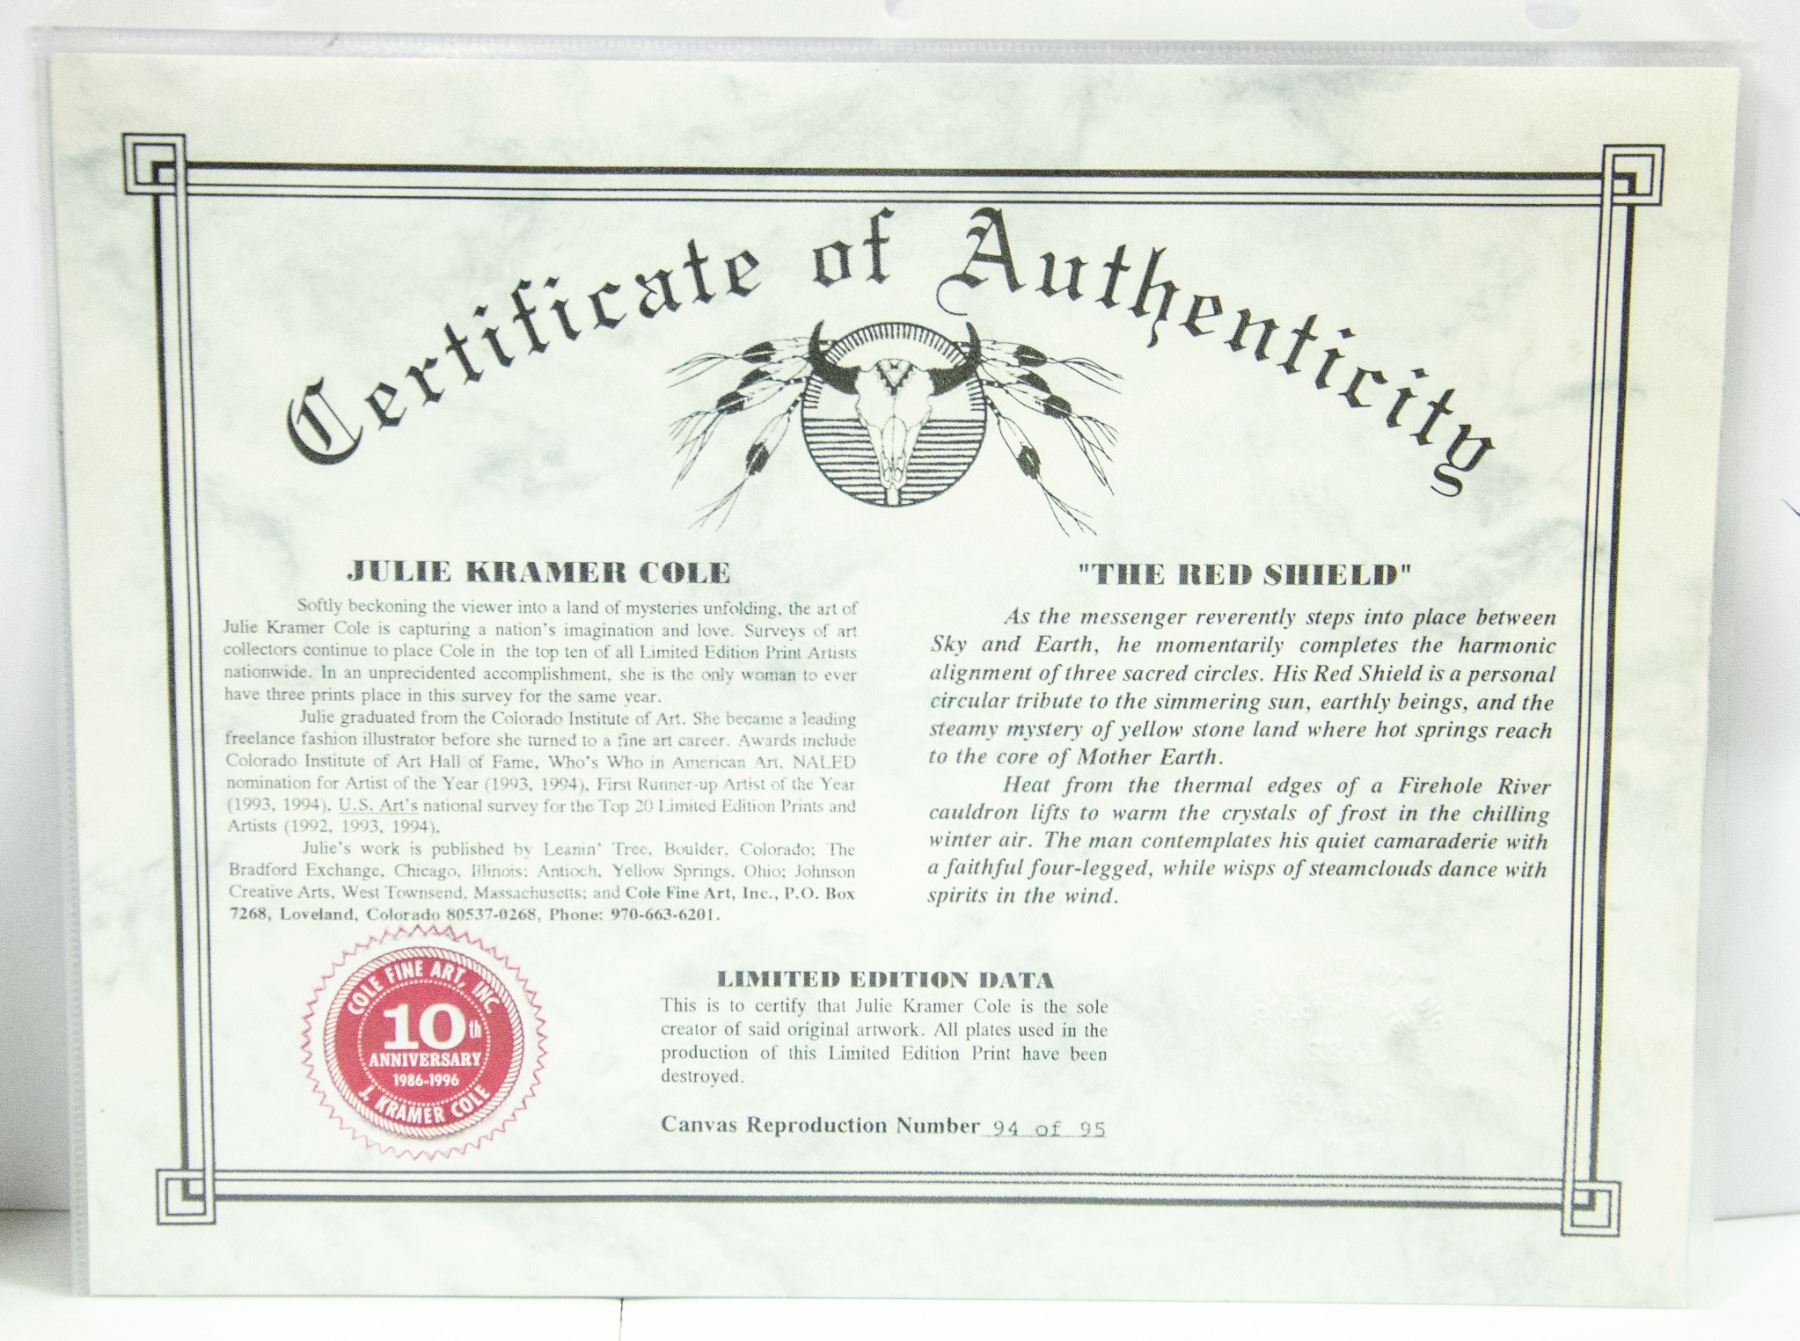 Certificate of Authenticity
JULIE KRAMER COLE
Softly beckoning the viewer into a land of mysteries unfolding, the art of
Julie Kramer Cole is capturing a nation's imagination and love. Surveys of art
collectors continue to place Cole in the top ten of all Limited Edition Print Artists
nationwide. In an unprecidented accomplishment, she is the only woman to ever
have three prints place in this survey for the same year.
Julie graduated from the Colorado Institute of Art. She became a leading
freelance fashion illustrator before she turned to a fine art career. Awards include
Colorado Institute of Art Hall of Fame, Who's Who in American Art, NALED
nomination for Artist of the Year (1993, 1994), First Runner-up Artist of the Year
(1993, 1994), U.S. Art's national survey for the Top 20 Limited Edition Prints and
Artists (1992, 1993, 1994).
Julie's work is published by Leanin' Tree, Boulder, Colorado; The
Bradford Exchange, Chicago, Illinois; Antioch, Yellow Springs, Ohio; Johnson
Creative Arts, West Townsend, Massachusetts; and Cole Fine Art, Inc., P.O. Box
7268, Loveland, Colorado 80537-0268, Phone: 970-663-6201.
"THE RED SHIELD"
As the messenger reverently steps into place between
Sky and Earth, he momentarily completes the harmonic
alignment of three sacred circles. His Red Shield is a personal
circular tribute to the simmering sun, earthly beings, and the
steamy mystery of yellow stone land where hot springs reach
to the core of Mother Earth.
Heat from the thermal edges of a Firehole River
cauldron lifts to warm the crystals of frost in the chilling
winter air. The man contemplates his quiet camaraderie with
a faithful four-legged, while wisps of steamclouds dance with
spirits in the wind.
COLE FINE ART, INC
10th
ANNIVERSARY
1986-1996
J. KRAMER COLE
LIMITED EDITION DATA
This is to certify that Julie Kramer Cole is the sole
creator of said original artwork. All plates used in the
production of this Limited Edition Print have been
destroyed.
Canvas Reproduction Number 94 of 95